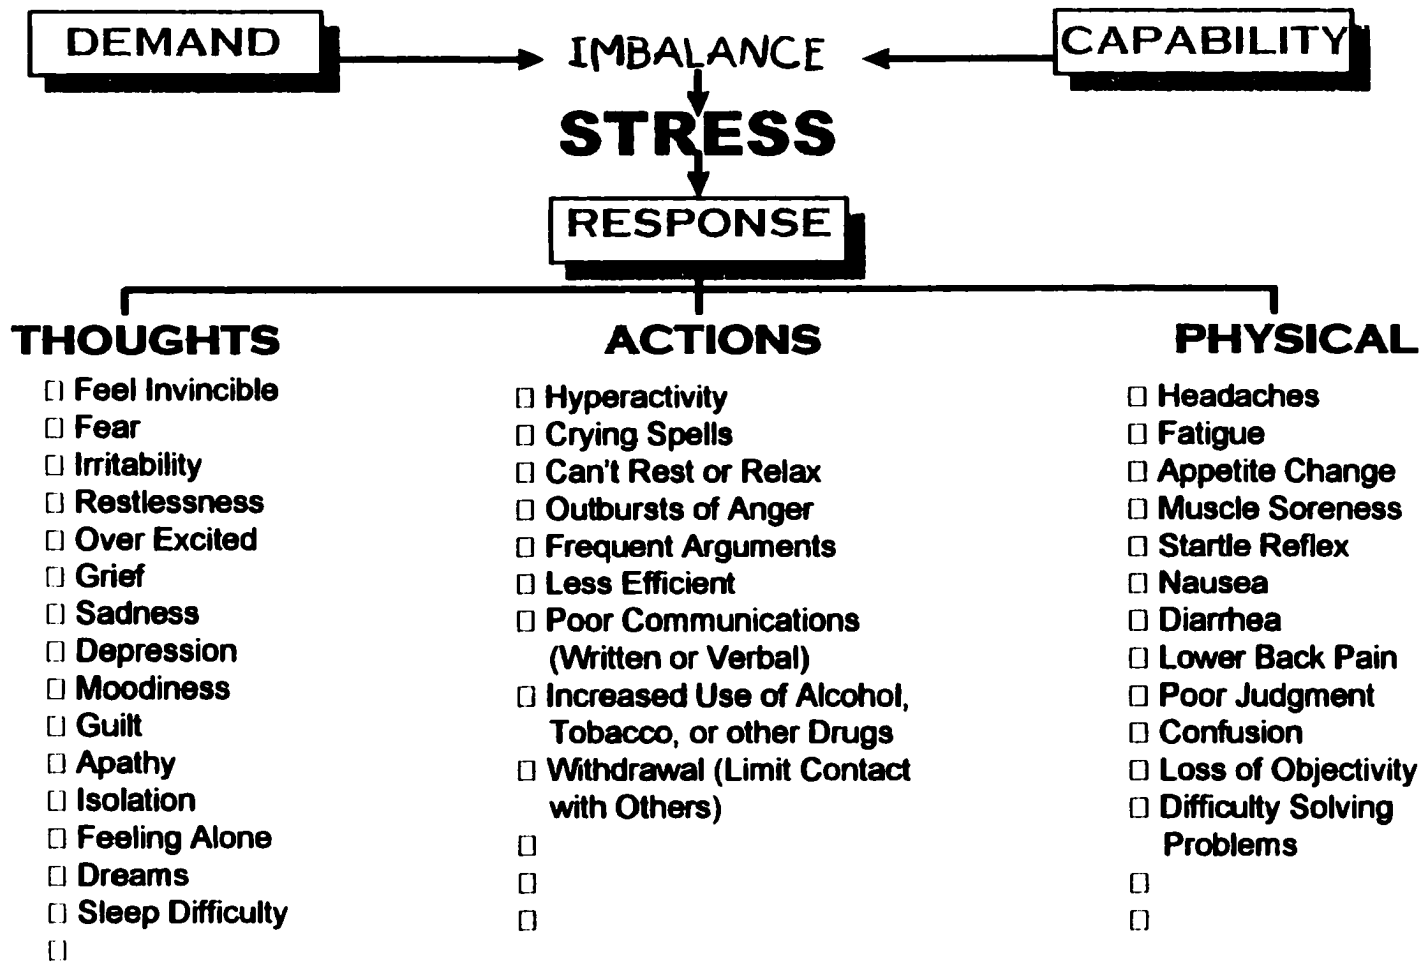 DEMAND
IMBALANCE
CAPABILITY
STRESS
RESPONSE
THOUGHTS
Feel Invincible
Fear
Irritability
Restlessness
Over Excited
Grief
Sadness
Depression
Moodiness
Guilt
Apathy
Isolation
Feeling Alone
Dreams
Sleep Difficulty
ACTIONS
Hyperactivity
Crying Spells
Can't Rest or Relax
Outbursts of Anger
Frequent Arguments
Less Efficient
Poor Communications
(Written or Verbal)
Increased Use of Alcohol,
Tobacco, or other Drugs
Withdrawal (Limit Contact
with Others)
PHYSICAL
Headaches
Fatigue
Appetite Change
Muscle Soreness
Startle Reflex
Nausea
Diarrhea
Lower Back Pain
Poor Judgment
Confusion
Loss of Objectivity
Difficulty Solving
Problems